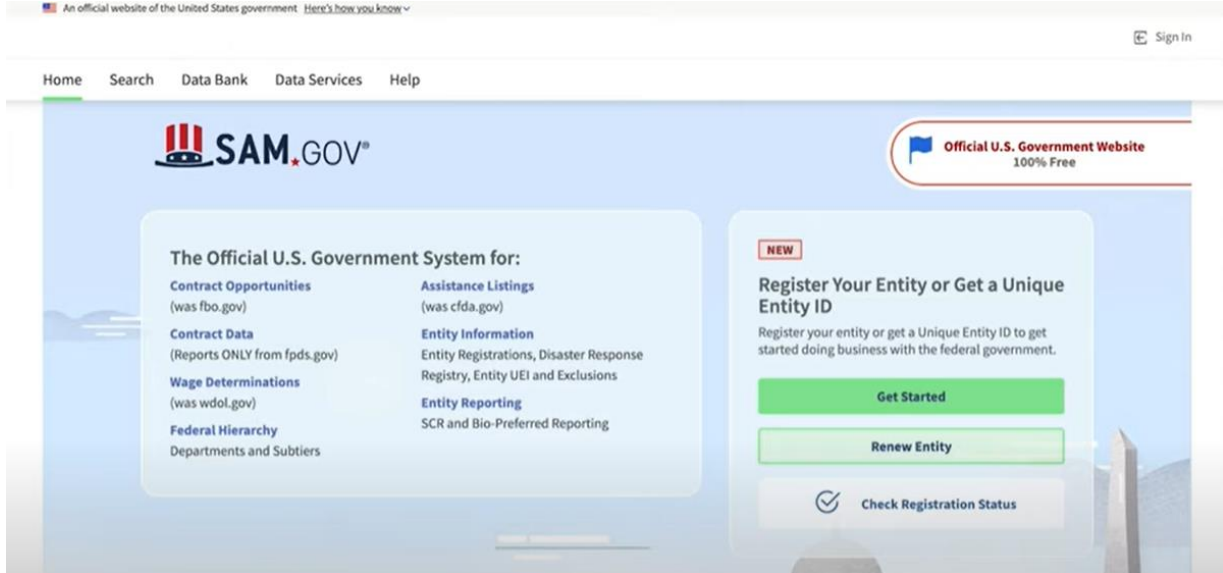 An official website of the United States government Here's how you know
Sign In
Home Search Data Bank Data Services Help
SAM.GOV®
Official U.S. Government Website
100% Free
The Official U.S. Government System for:
Contract Opportunities
(was fbo.gov)
Contract Data
(Reports ONLY from fpds.gov)
Wage Determinations
(was wdol.gov)
Federal Hierarchy
Departments and Subtiers
Assistance Listings
(was cfda.gov)
Entity Information
Entity Registrations, Disaster Response
Registry, Entity UEI and Exclusions
Entity Reporting
SCR and Bio-Preferred Reporting
NEW
Register Your Entity or Get a Unique
Entity ID
Register your entity or get a Unique Entity ID to get
started doing business with the federal government.
Get Started
Renew Entity
Check Registration Status